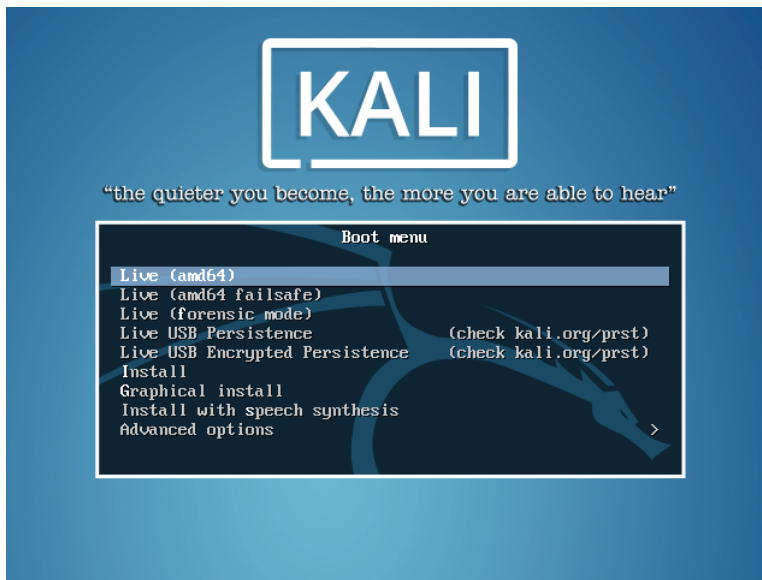 KALI
“the quieter you become, the more you are able to hear”
Boot menu
Live (amd64)
Live (amd64 failsafe)
Live (forensic mode)
Live USB Persistence (check kali.org/prst)
Live USB Encrypted Persistence (check kali.org/prst)
Install
Graphical install
Install with speech synthesis
Advanced options >